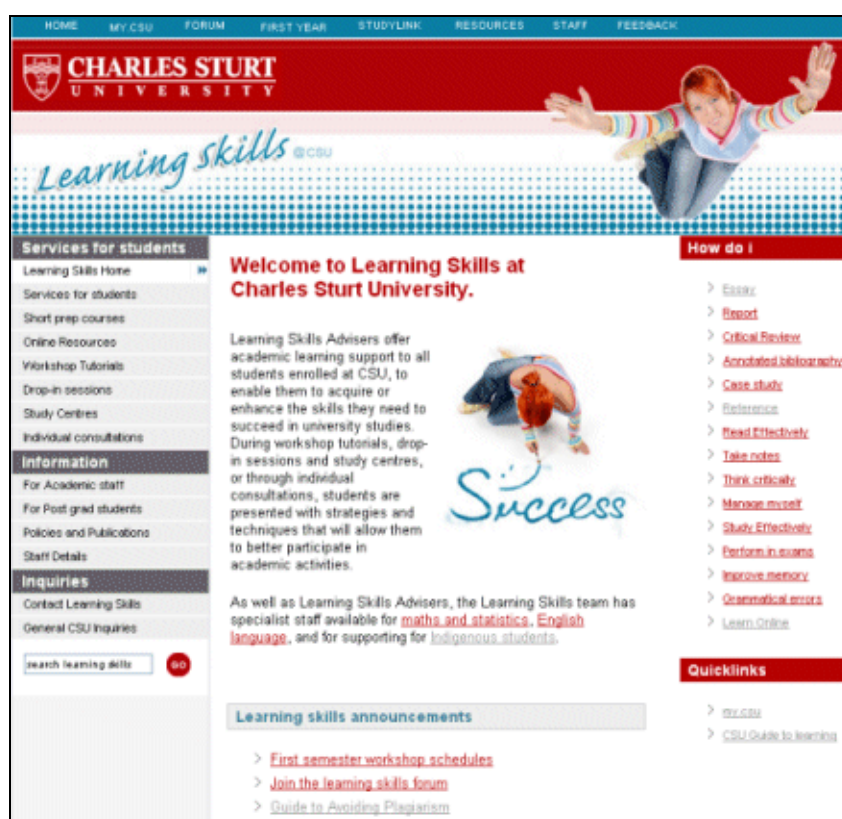 HOME MY.CSU FORUM FIRST YEAR STUDYLINK RESOURCES STAFF FEEDBACK
CHARLES STURT
UNIVERSITY
Learning Skills @CSU
Services for students
Learning Skills Home
Services for students
Short prep courses
Online Resources
Workshop Tutorials
Drop-in sessions
Study Centres
Individual consultations
Information
For Academic staff
For Post grad students
Policies and Publications
Staff Details
Inquiries
Contact Learning Skills
General CSU Inquiries
search learning skills GO
Welcome to Learning Skills at
Charles Sturt University.
Learning Skills Advisers offer
academic learning support to all
students enrolled at CSU, to
enable them to acquire or
enhance the skills they need to
succeed in university studies.
During workshop tutorials, drop-
in sessions and study centres,
or through individual
consultations, students are
presented with strategies and
techniques that will allow them
to better participate in
academic activities.
Success
As well as Learning Skills Advisers, the Learning Skills team has
specialist staff available for maths and statistics, English
language, and for supporting for Indigenous students.
Learning skills announcements
First semester workshop schedules
Join the learning skills forum
Guide to Avoiding Plagiarism
How do i
Essay
Report
Critical Review
Annotated bibliography
Case study
Reference
Read Effectively
Take notes
Think critically
Manage myself
Study Effectively
Perform in exams
Improve memory
Grammatical errors
Learn Online
Quicklinks
my.csu
CSU Guide to learning